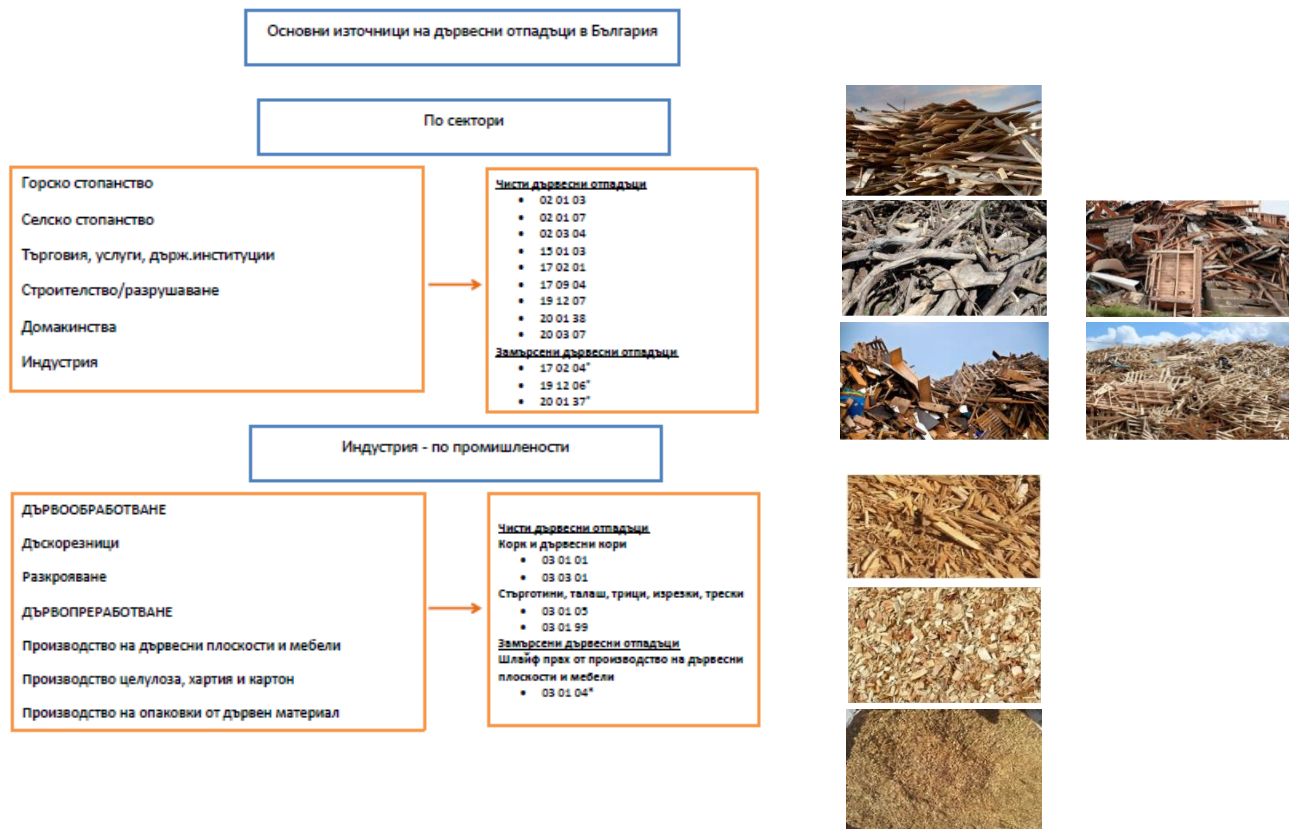 Основни източници на дървесни отпадъци в България
По сектори
Горско стопанство
Селско стопанство
Търговия, услуги, държ.институции
Строителство/разрушаване
Домакинства
Индустрия
Чисти дървесни отпадъци
• 02 01 03
• 02 01 07
• 02 03 04
• 15 01 03
• 17 02 01
• 17 09 04
• 19 12 07
• 20 01 38
• 20 03 07
Замърсени дървесни отпадъци
• 17 02 04*
• 19 12 06*
• 20 01 37*
Индустрия - по промишлености
ДЪРВООБРАБОТВАНЕ
Дъскорезници
Разкрояване
ДЪРВОПРЕРАБОТВАНЕ
Производство на дървесни плоскости и мебели
Производство целулоза, хартия и картон
Производство на опаковки от дървен материал
Чисти дървесни отпадъци
Корк и дървесни кори
• 03 01 01
• 03 03 01
Стърготини, талаш, трици, изрезки, трески
• 03 01 05
• 03 01 99
Замърсени дървесни отпадъци
Шлайф прах от производство на дървесни
плоскости и мебели
• 03 01 04*